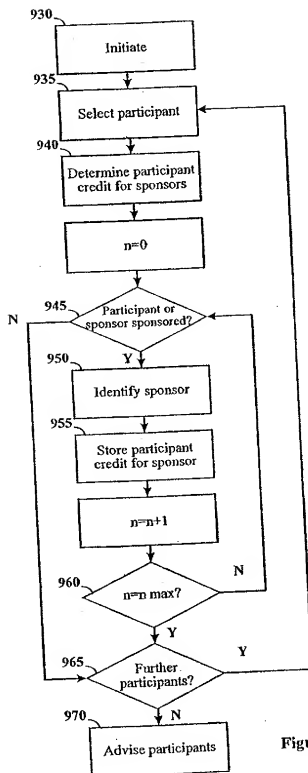 930
Initiate
935
Select participant
940
Determine participant
credit for sponsors
n=0
945
N
Participant or
sponsor sponsored?
Y
950
Identify sponsor
955
Store participant
credit for sponsor
n=n+1
960
n=n max?
N
Y
965
Further
participants?
Y
N
970
Advise participants
Figu